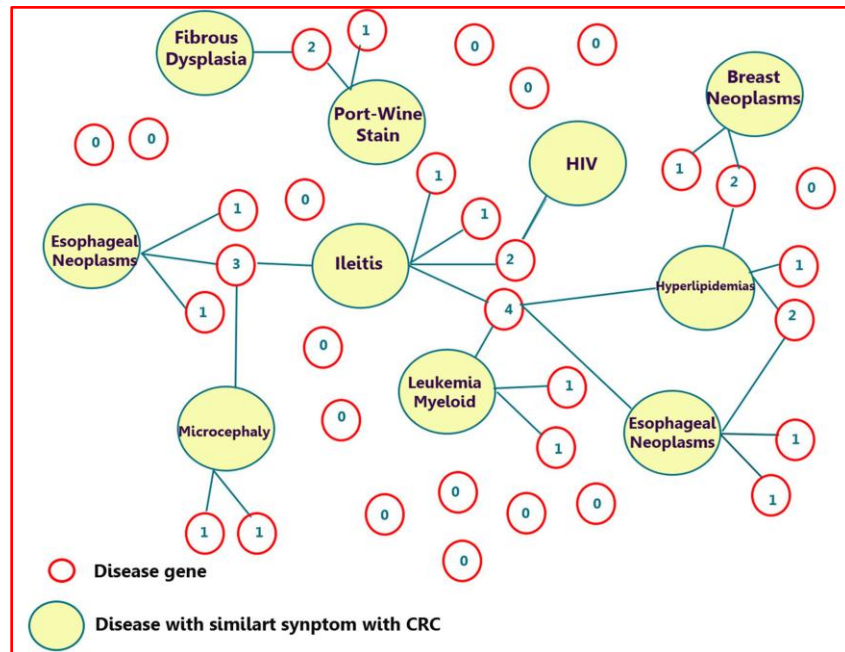 Fibrous
Dysplasia
2
1
0
0
0
Port-Wine
Stain
Breast
Neoplasms
0
0
HIV
1
2
0
1
1
0
1
Esophageal
Neoplasms
3
Ileitis
2
1
Hyperlipidemias
1
4
2
0
Leukemia
Myeloid
1
0
Microcephaly
1
Esophageal
Neoplasms
1
1
1
1
0
0
0
0
0
Disease gene
Disease with similart synptom with CRC